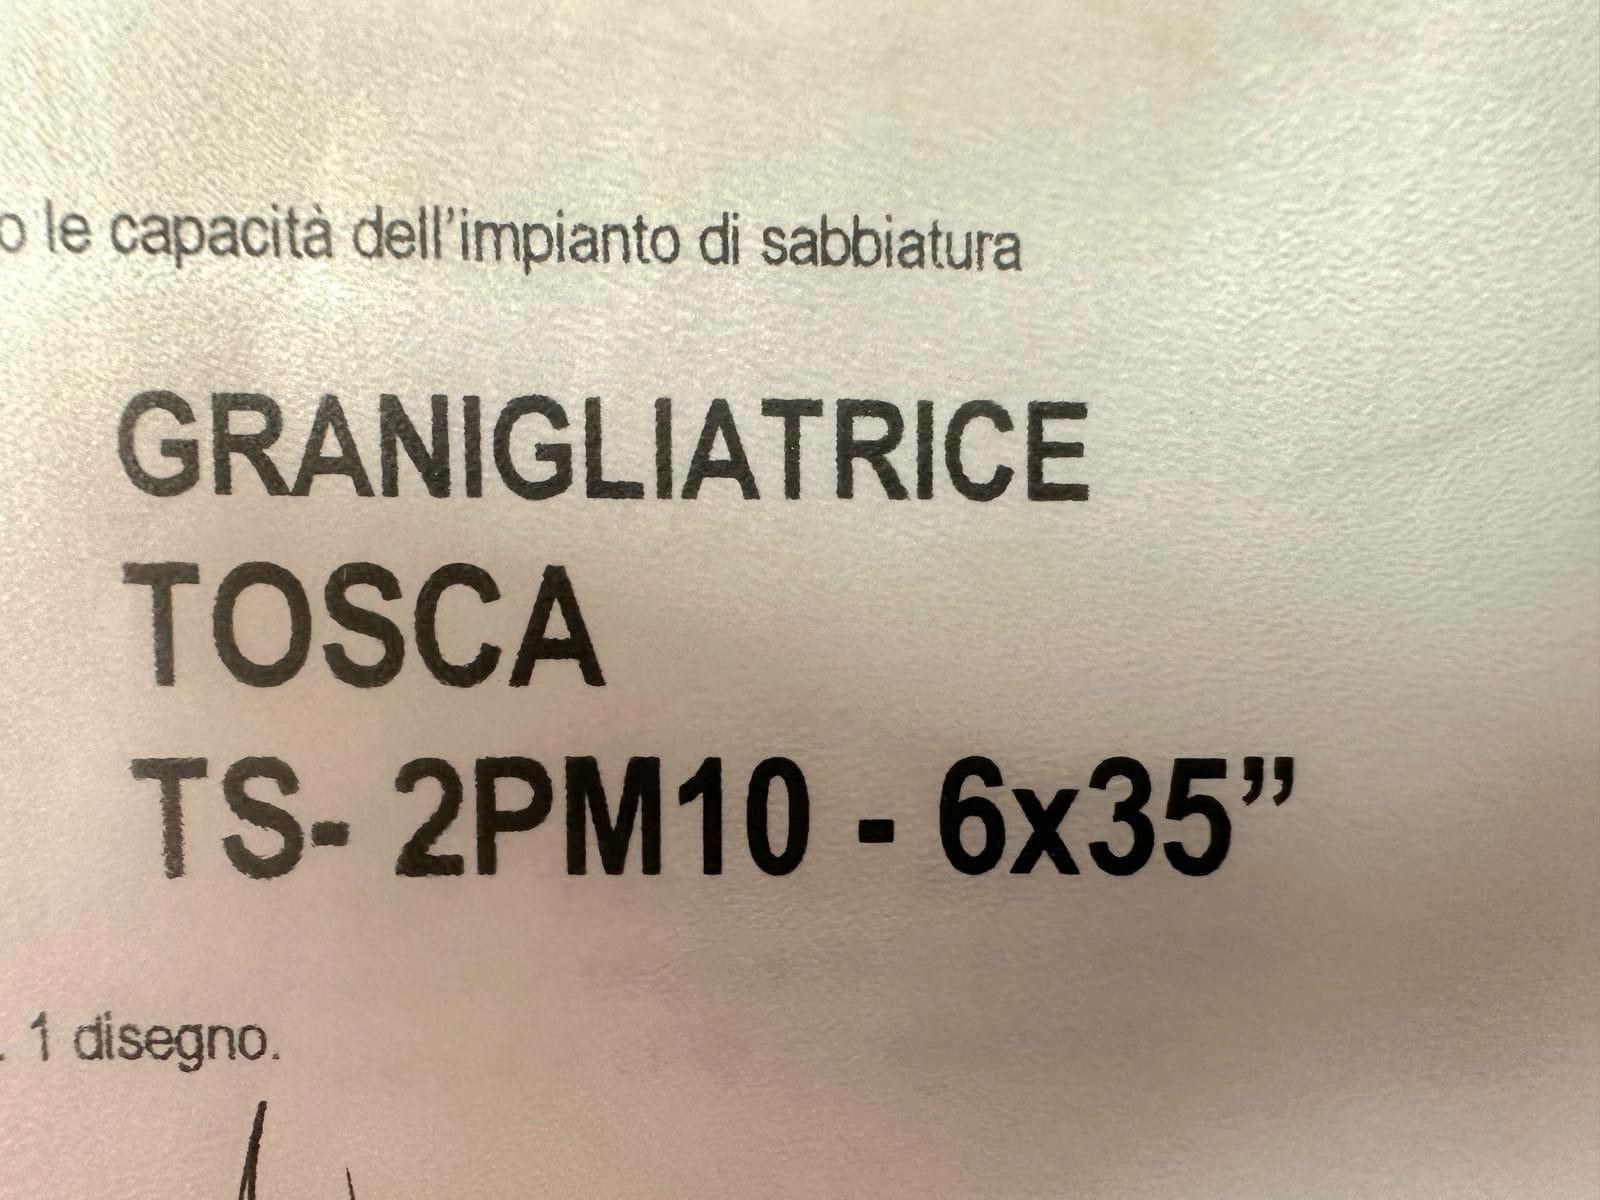 o le capacità dell’impianto di sabbiatura
GRANIGLIATRICE
TOSCA
TS- 2PM10 - 6x35”
. 1 disegno.